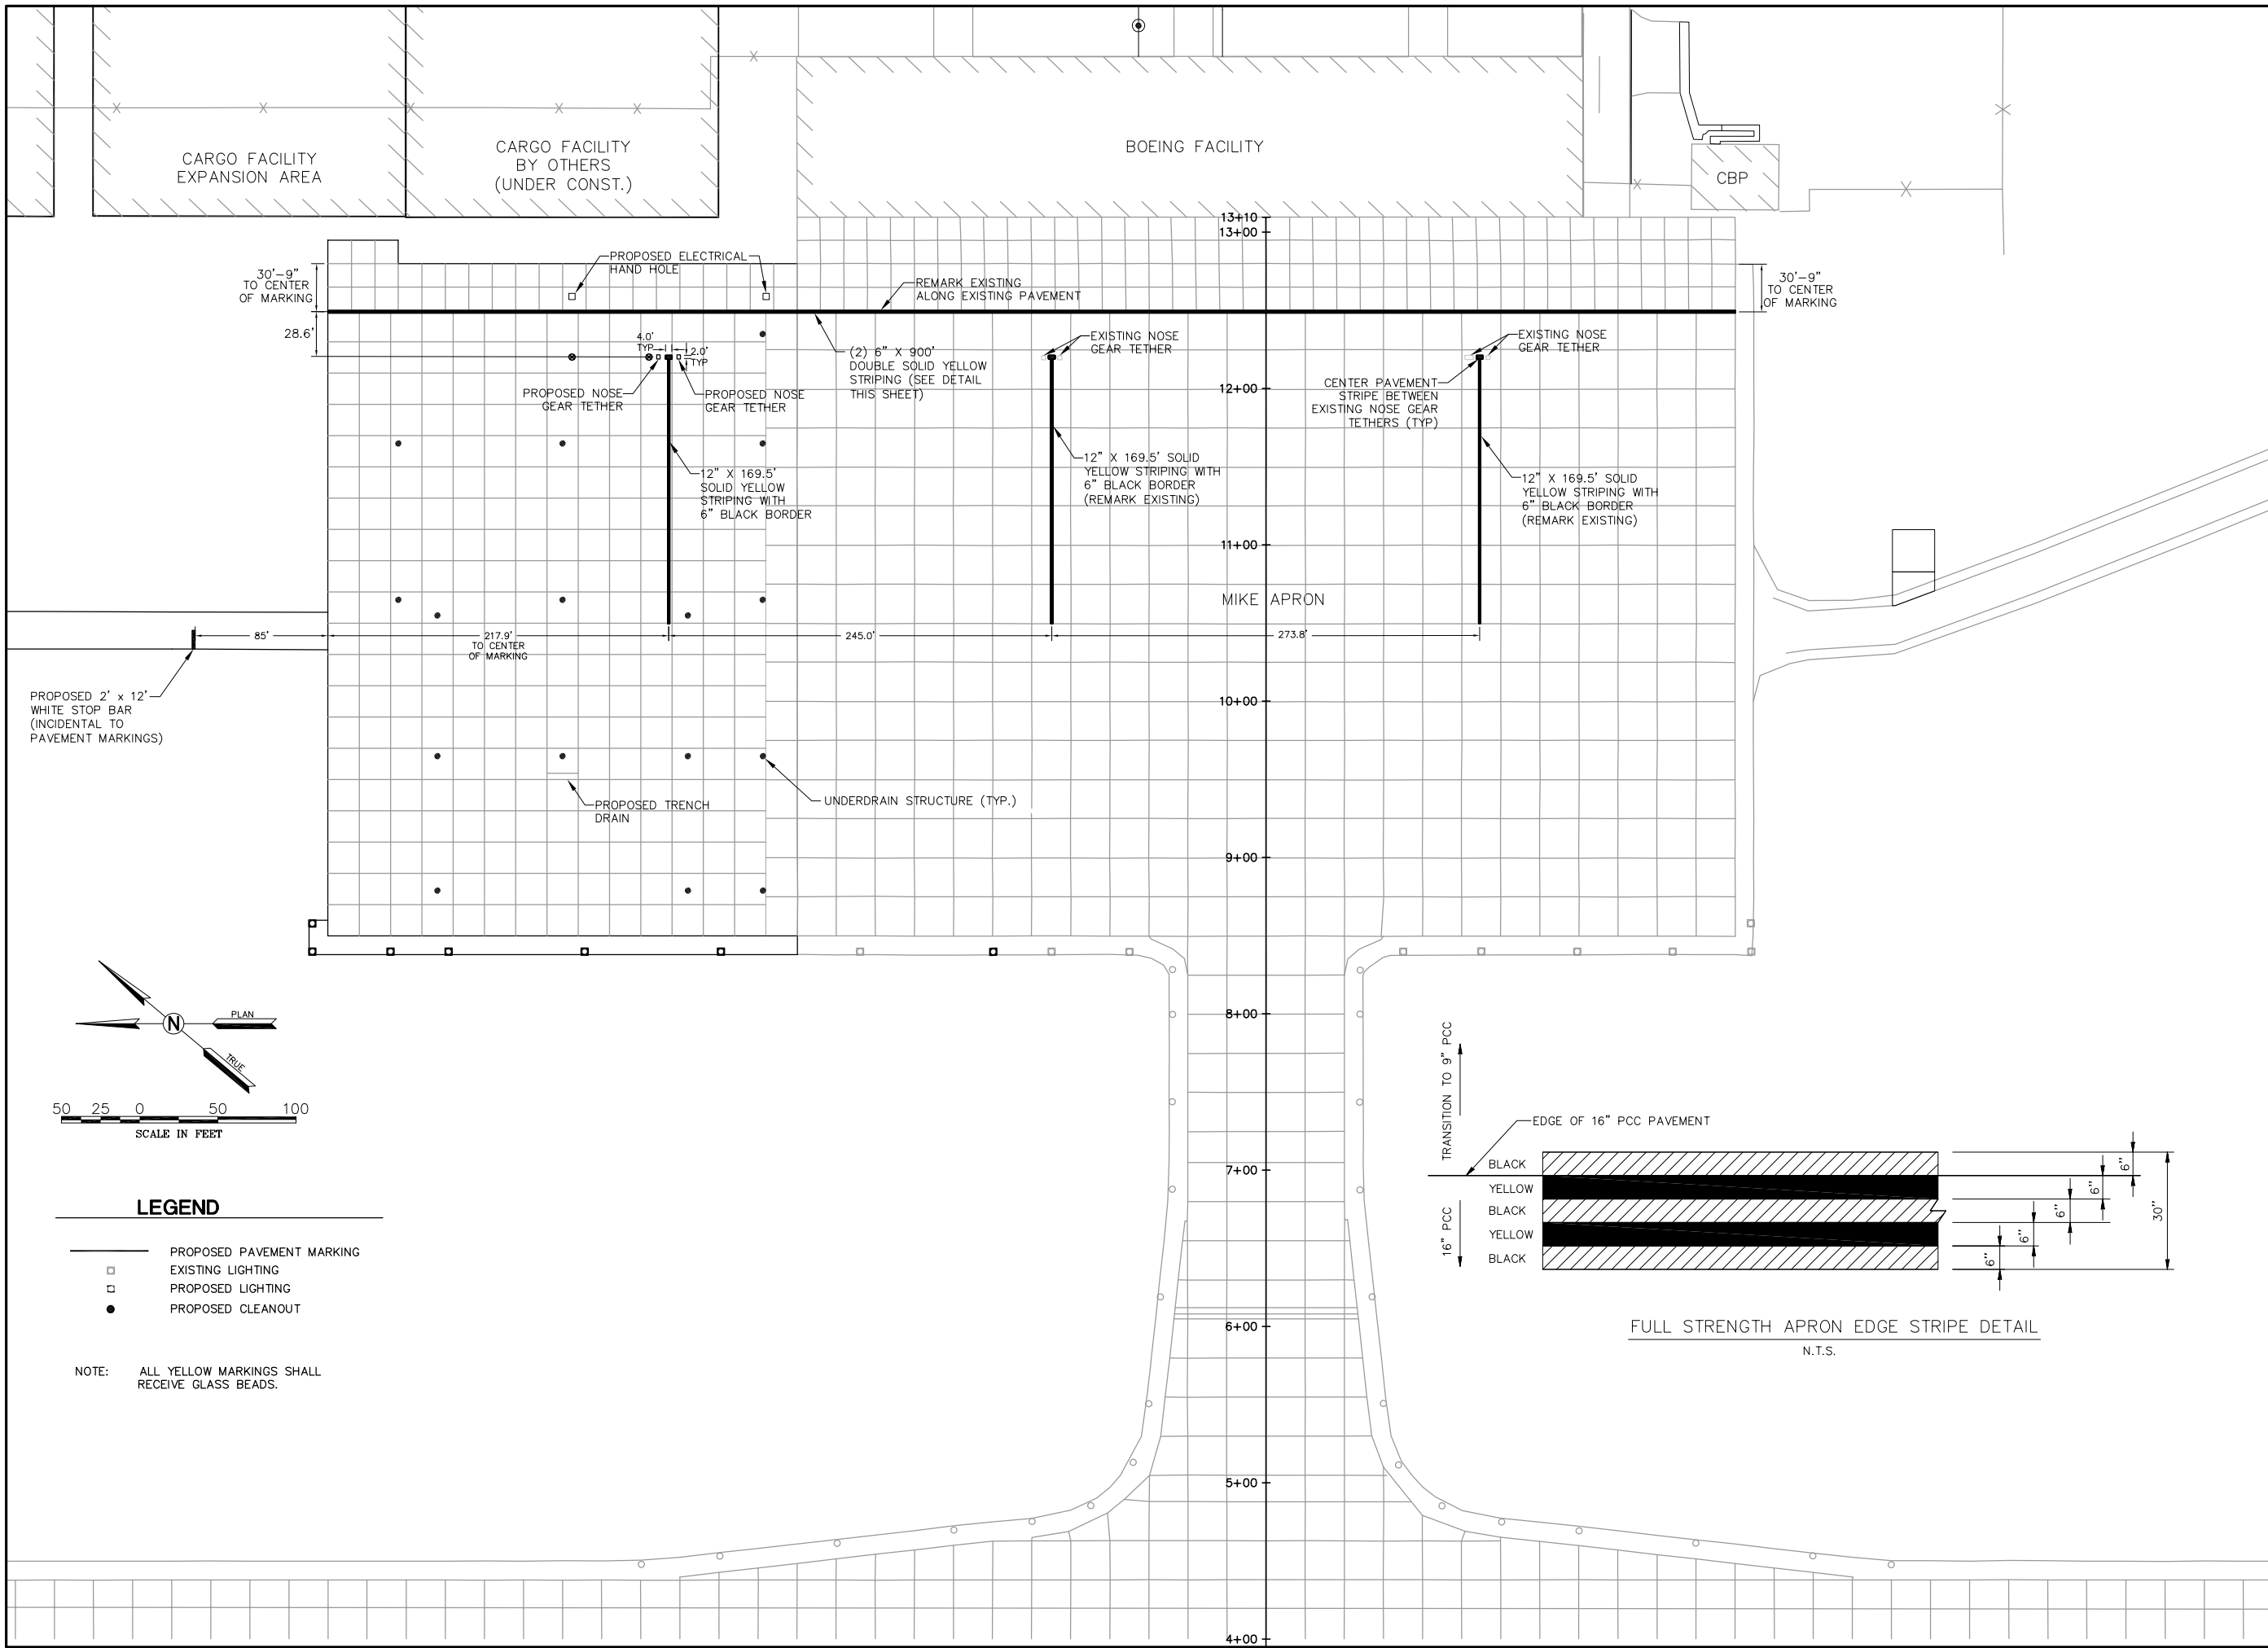 CARGO FACILITY
EXPANSION AREA
CARGO FACILITY
BY OTHERS
(UNDER CONST.)
BOEING FACILITY
CBP
13+10
13+00
30'-9"
TO CENTER
OF MARKING
PROPOSED ELECTRICAL
HAND HOLE
REMARK EXISTING
ALONG EXISTING PAVEMENT
30'-9"
TO CENTER
OF MARKING
28.6'
4.0'
TYP
2.0'
TYP
(2) 6" X 900'
DOUBLE SOLID YELLOW
STRIPING (SEE DETAIL
THIS SHEET)
EXISTING NOSE
GEAR TETHER
EXISTING NOSE
GEAR TETHER
PROPOSED NOSE
GEAR TETHER
PROPOSED NOSE
GEAR TETHER
12+00
CENTER PAVEMENT
STRIPE BETWEEN
EXISTING NOSE GEAR
TETHERS (TYP)
12" X 169.5'
SOLID YELLOW
STRIPING WITH
6" BLACK BORDER
12" X 169.5' SOLID
YELLOW STRIPING WITH
6" BLACK BORDER
(REMARK EXISTING)
12" X 169.5' SOLID
YELLOW STRIPING WITH
6" BLACK BORDER
(REMARK EXISTING)
11+00
MIKE APRON
85'
217.9'
TO CENTER
OF MARKING
245.0'
273.8'
PROPOSED 2' x 12'
WHITE STOP BAR
(INCIDENTAL TO
PAVEMENT MARKINGS)
10+00
PROPOSED TRENCH
DRAIN
UNDERDRAIN STRUCTURE (TYP.)
9+00
8+00
N
PLAN
TRUE
50 25 0 50 100
SCALE IN FEET
7+00
LEGEND
PROPOSED PAVEMENT MARKING
EXISTING LIGHTING
PROPOSED LIGHTING
PROPOSED CLEANOUT
NOTE: ALL YELLOW MARKINGS SHALL
RECEIVE GLASS BEADS.
TRANSITION TO 9" PCC
16" PCC
EDGE OF 16" PCC PAVEMENT
BLACK
YELLOW
BLACK
YELLOW
BLACK
6"
6"
6"
6"
6"
30"
FULL STRENGTH APRON EDGE STRIPE DETAIL
N.T.S.
6+00
5+00
4+00